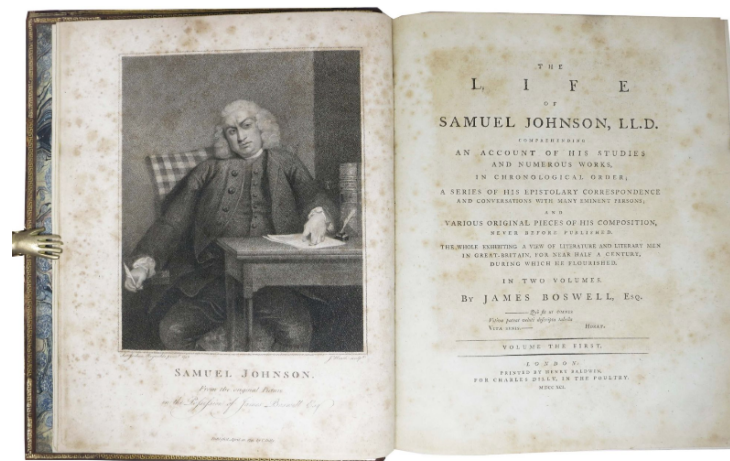 SAMUEL JOHNSON.
From the original Picture
in the Possession of James Boswell Esq.
THE
LIFE
OF
SAMUEL JOHNSON, LL.D.
COMPREHENDING
AN ACCOUNT OF HIS STUDIES
AND NUMEROUS WORKS,
IN CHRONOLOGICAL ORDER;
A SERIES OF HIS EPISTOLARY CORRESPONDENCE
AND CONVERSATIONS WITH MANY EMINENT PERSONS;
AND
VARIOUS ORIGINAL PIECES OF HIS COMPOSITION,
NEVER BEFORE PUBLISHED.
THE WHOLE EXHIBITING A VIEW OF LITERATURE AND LITERARY MEN
IN GREAT-BRITAIN, FOR NEAR HALF A CENTURY,
DURING WHICH HE FLOURISHED.
IN TWO VOLUMES.
By JAMES BOSWELL, Esq.
Quò fit ut OMNIS
Votiva pateat veluti descripta tabella
VITA SENIS.
HORAT.
VOLUME THE FIRST.
LONDON:
PRINTED BY HENRY BALDWIN,
FOR CHARLES DILLY, IN THE POULTRY.
MDCCXCI.